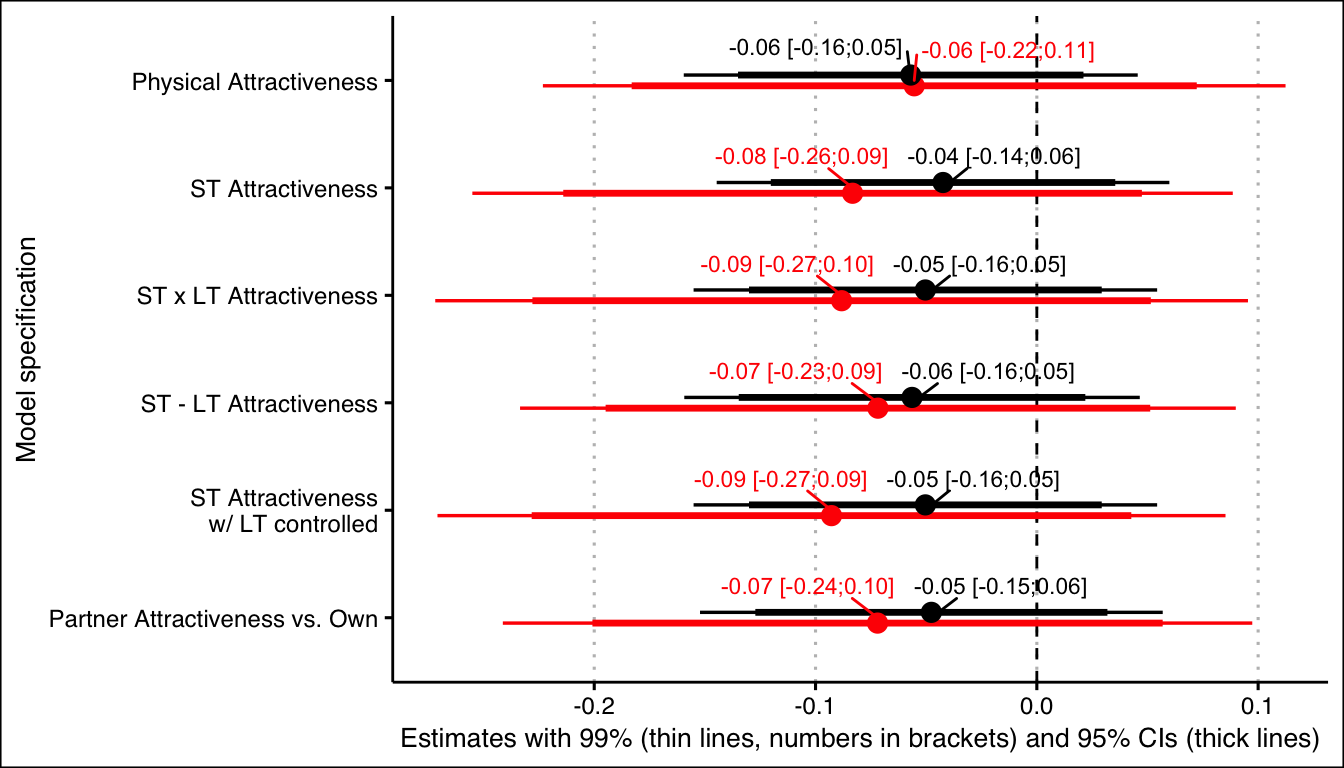 -0.06 [-0.16;0.05] -0.06 [-0.22;0.11]
Physical Attractiveness
-0.08 [-0.26;0.09] -0.04 [-0.14;0.06]
ST Attractiveness
-0.09 [-0.27;0.10] -0.05 [-0.16;0.05]
ST x LT Attractiveness
-0.07 [-0.23;0.09] -0.06 [-0.16;0.05]
ST - LT Attractiveness
-0.09 [-0.27;0.09] -0.05 [-0.16;0.05]
ST Attractiveness
w/ LT controlled
-0.07 [-0.24;0.10] -0.05 [-0.15;0.06]
Partner Attractiveness vs. Own
Model specification
-0.2 -0.1 0.0 0.1
Estimates with 99% (thin lines, numbers in brackets) and 95% CIs (thick lines)